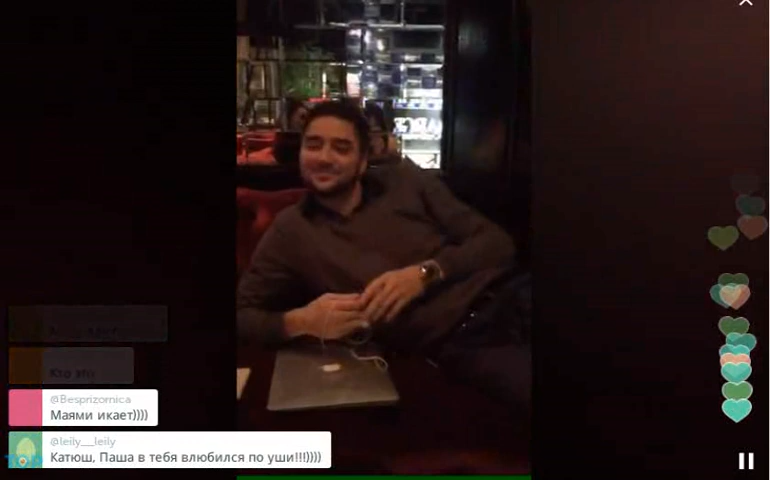 Кто это
@Besprizornica
Маями икает))))
@leily__leily
Катюш, Паша в тебя влюбился по уши!!!))))